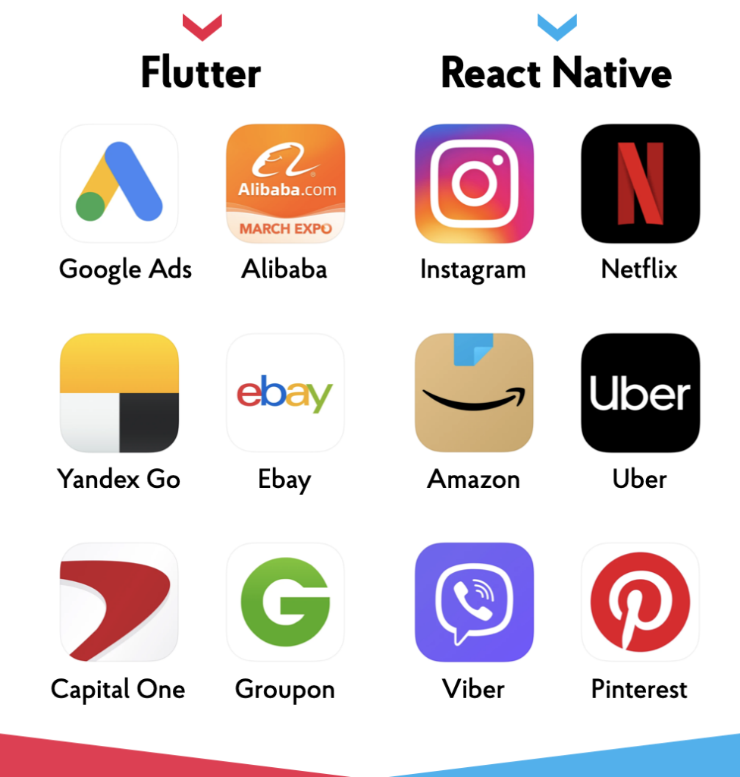 Flutter
React Native
Alibaba.com
MARCH EXPO
Google Ads
Alibaba
Instagram
Netflix
ebay
Uber
Yandex Go
Ebay
Amazon
Uber
Capital One
Groupon
Viber
Pinterest